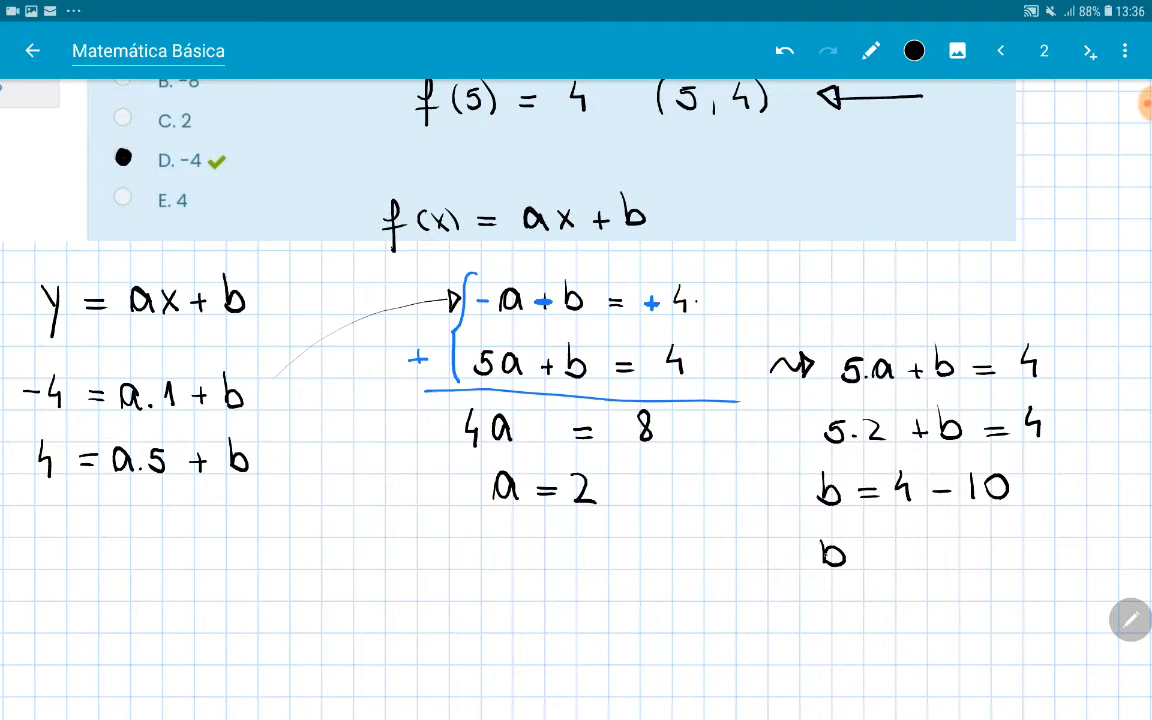 88% 13:36
Matemática Básica
2
B. -8
C. 2
D. -4
E. 4
f(5) = 4 (5, 4)
f(x) = ax + b
y = ax + b
-4 = a.1 + b
4 = a.5 + b
-a - b = +4
+ 5a + b = 4
4a = 8
a = 2
5.a + b = 4
5.2 + b = 4
b = 4 - 10
b